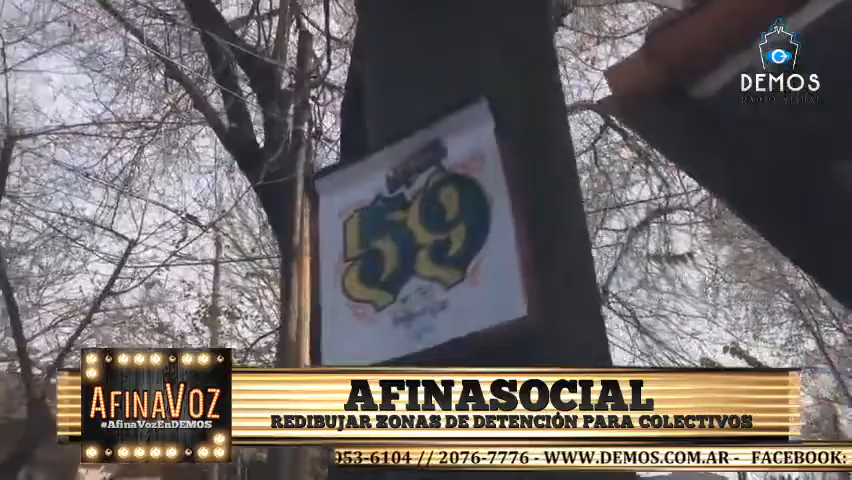 DEMOS
RADIO VISUAL
59
AFINAVOZ
#AfinaVozEnDEMOS
AFINASOCIAL
REDIBUJAR ZONAS DE DETENCIÓN PARA COLECTIVOS
053-6104 // 2076-7776 - WWW.DEMOS.COM.AR - FACEBOOK: